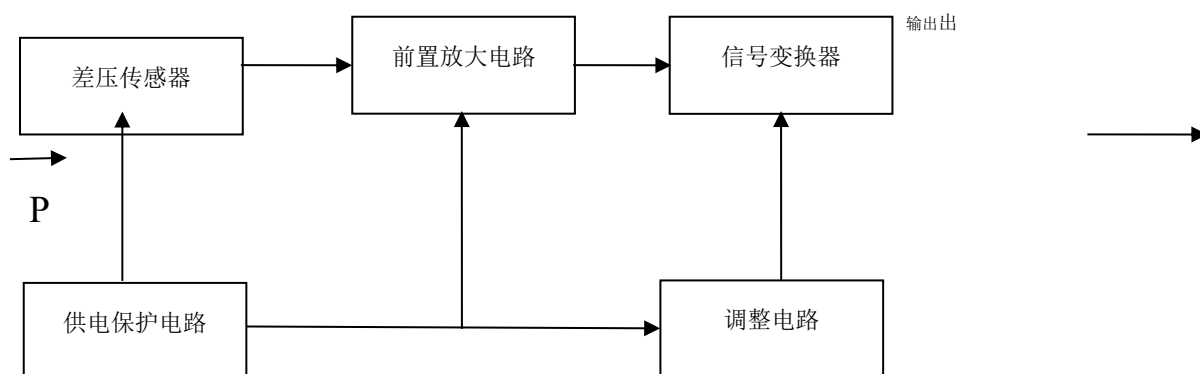 差压传感器
前置放大电路
信号变换器
输出出
P
供电保护电路
调整电路